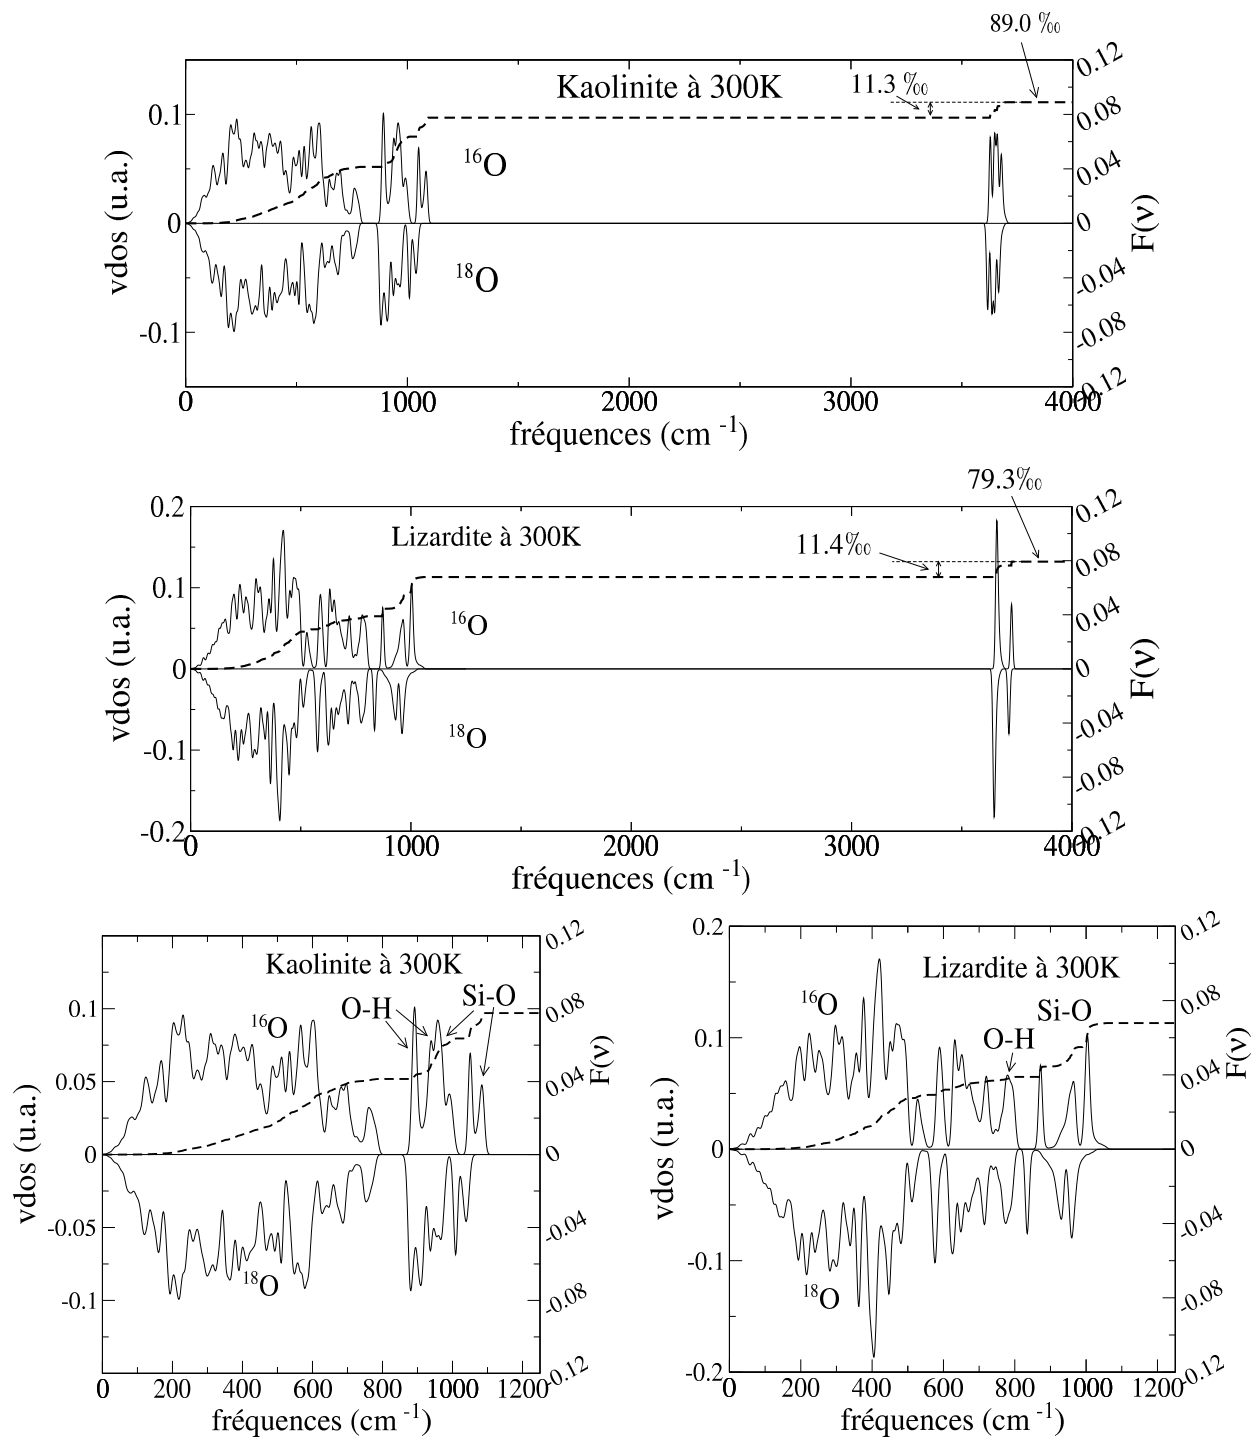 89.0 ‰
0.12
Kaolinite à 300K
11.3 ‰
0.1
0.08
16O
0.04
vdos (u.a.)
0
0
F(ν)
18O
-0.04
-0.1
-0.08
-0.12
0
1000
2000
3000
4000
fréquences (cm -1)
79.3‰
0.2
0.12
Lizardite à 300K
11.4‰
0.1
0.08
16O
0.04
vdos (u.a.)
0
0
F(ν)
18O
-0.04
-0.1
-0.08
-0.2
-0.12
0
1000
2000
3000
4000
fréquences (cm -1)
0.12
Kaolinite à 300K
Si-O
O-H
0.1
16O
0.08
0.05
0.04
F(ν)
vdos (u.a.)
0
0
-0.05
-0.04
18O
-0.1
-0.08
-0.12
0 200 400 600 800 1000 1200
fréquences (cm -1)
0.2
0.12
Lizardite à 300K
16O
Si-O
0.08
0.1
O-H
0.04
F(ν)
vdos (u.a.)
0
0
-0.04
-0.1
18O
-0.08
-0.2
-0.12
0 200 400 600 800 1000 1200
fréquences (cm -1)